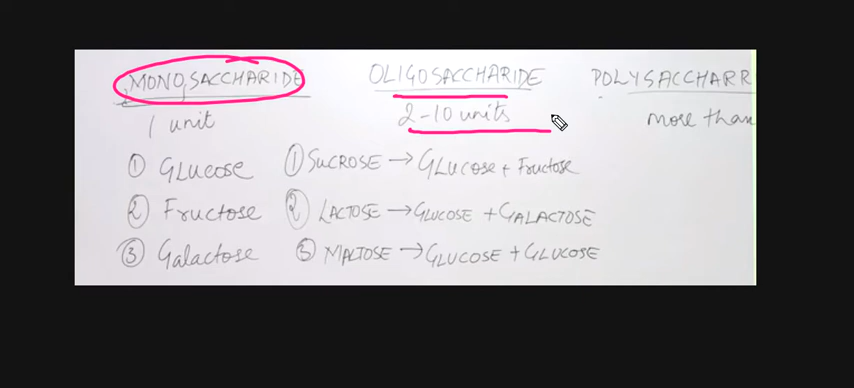 MONOSACCHARIDE OLIGOSACCHARIDE POLYSACCHARR
1 unit 2-10 units more than
① GLUCOSE ① SUCROSE → GLUCOSE + Fructose
② Fructose ② LACTOSE → GLUCOSE + GALACTOSE
③ Galactose ③ MALTOSE → GLUCOSE + GLUCOSE